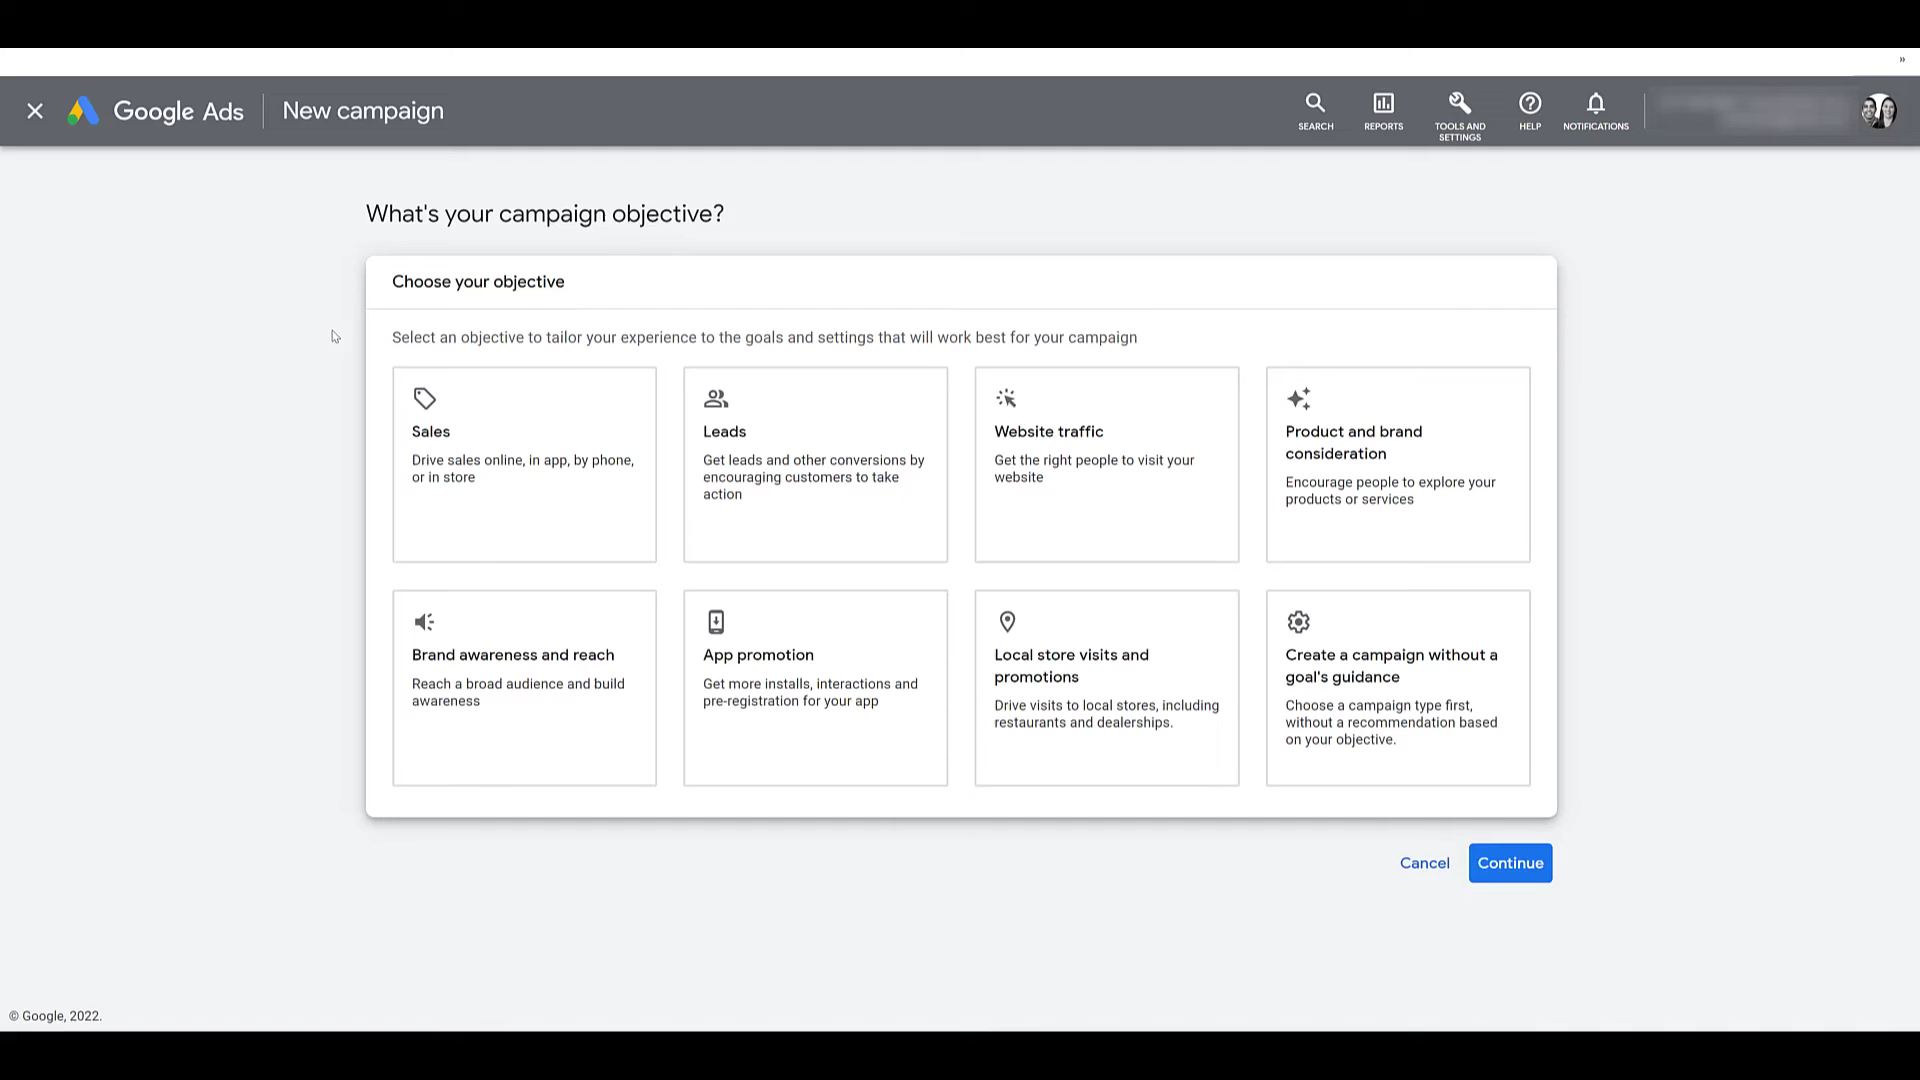 »
Google Ads
New campaign
SEARCH
REPORTS
TOOLS AND
SETTINGS
HELP
NOTIFICATIONS
What's your campaign objective?
Choose your objective
Select an objective to tailor your experience to the goals and settings that will work best for your campaign
Sales
Drive sales online, in app, by phone,
or in store
Leads
Get leads and other conversions by
encouraging customers to take
action
Website traffic
Get the right people to visit your
website
Product and brand
consideration
Encourage people to explore your
products or services
Brand awareness and reach
Reach a broad audience and build
awareness
App promotion
Get more installs, interactions and
pre-registration for your app
Local store visits and
promotions
Drive visits to local stores, including
restaurants and dealerships.
Create a campaign without a
goal's guidance
Choose a campaign type first,
without a recommendation based
on your objective.
Cancel
Continue
© Google, 2022.